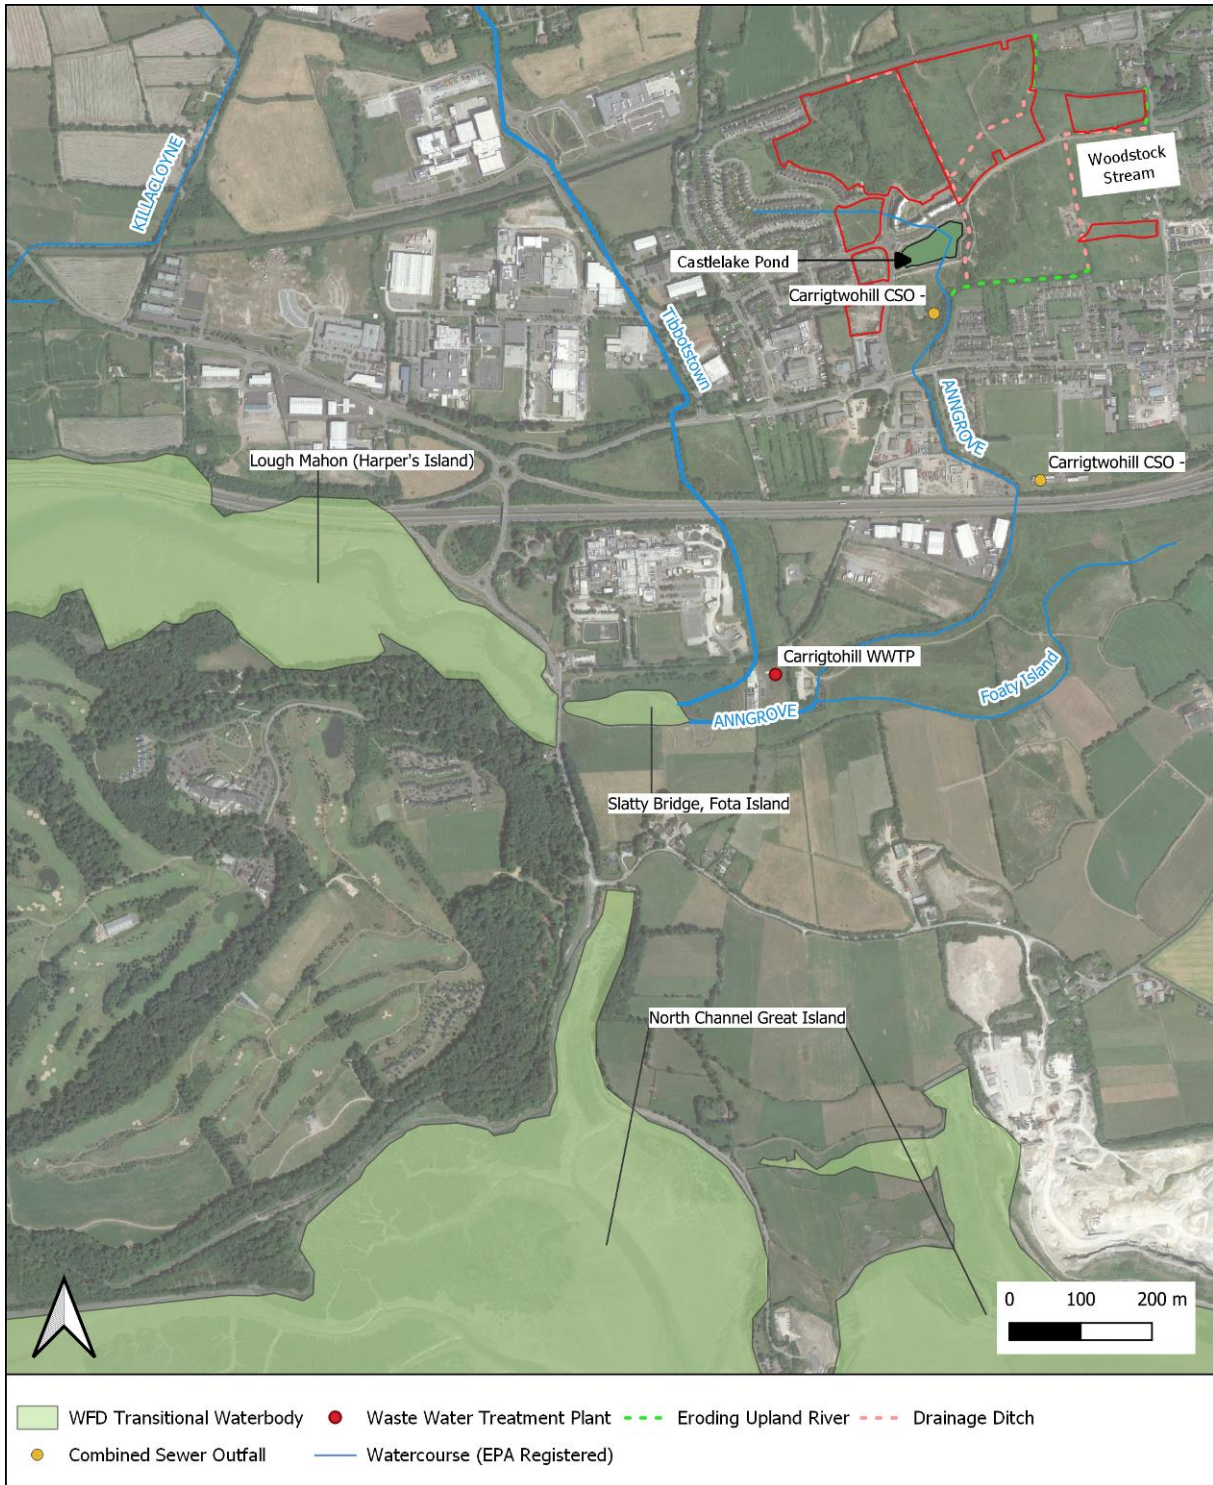 KILLACLOYNE
Woodstock
Stream
Castlelake Pond
Carrigtwohill CSO -
Tibbotstown
ANNGROVE
Lough Mahon (Harper's Island)
Carrigtwohill CSO -
Carrigtohill WWTP
Foaty Island
ANNGROVE
Slatty Bridge, Fota Island
North Channel Great Island
0 100 200 m
WFD Transitional Waterbody
Waste Water Treatment Plant
Eroding Upland River
Drainage Ditch
Combined Sewer Outfall
Watercourse (EPA Registered)